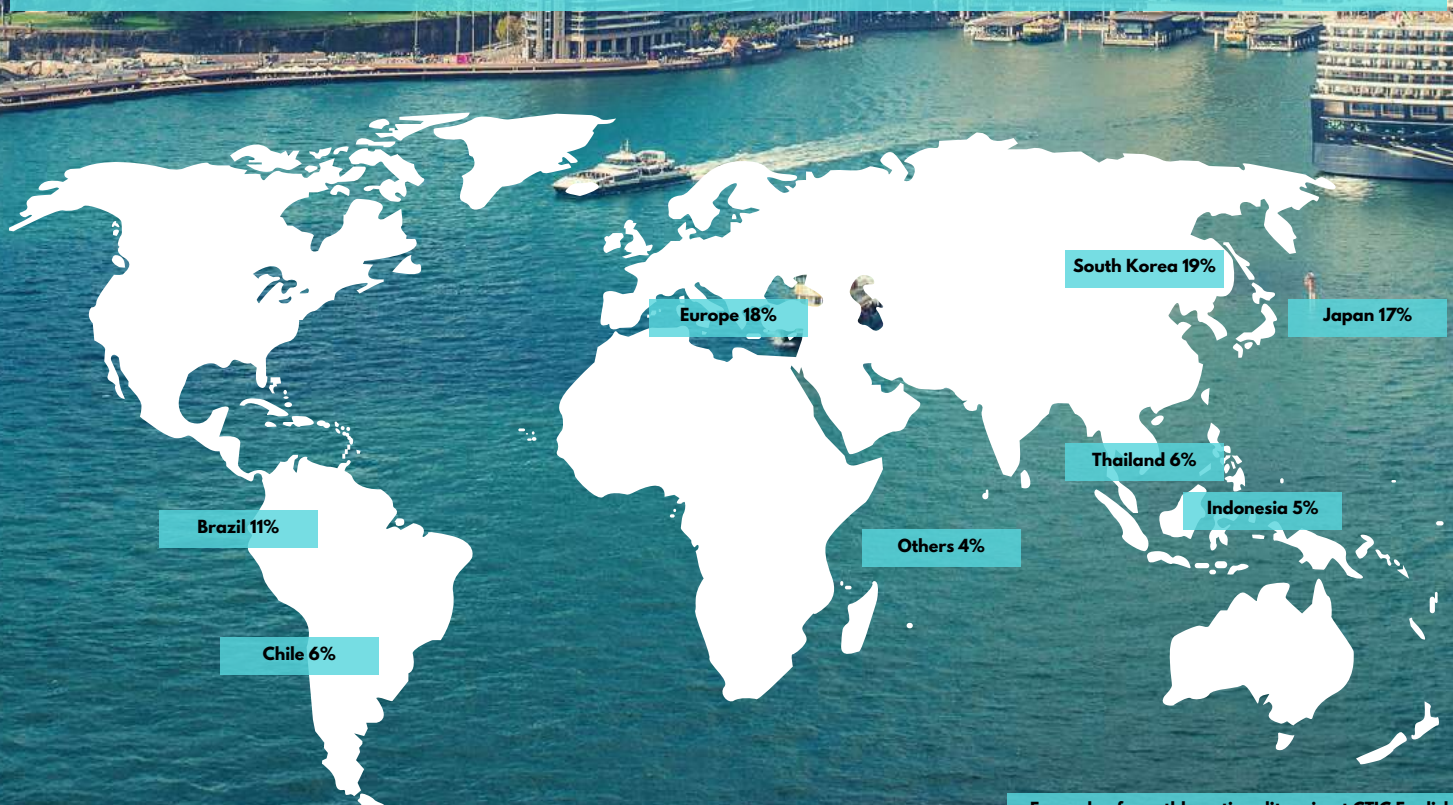 South Korea 19%
Europe 18%
Japan 17%
Thailand 6%
Indonesia 5%
Brazil 11%
Others 4%
Chile 6%